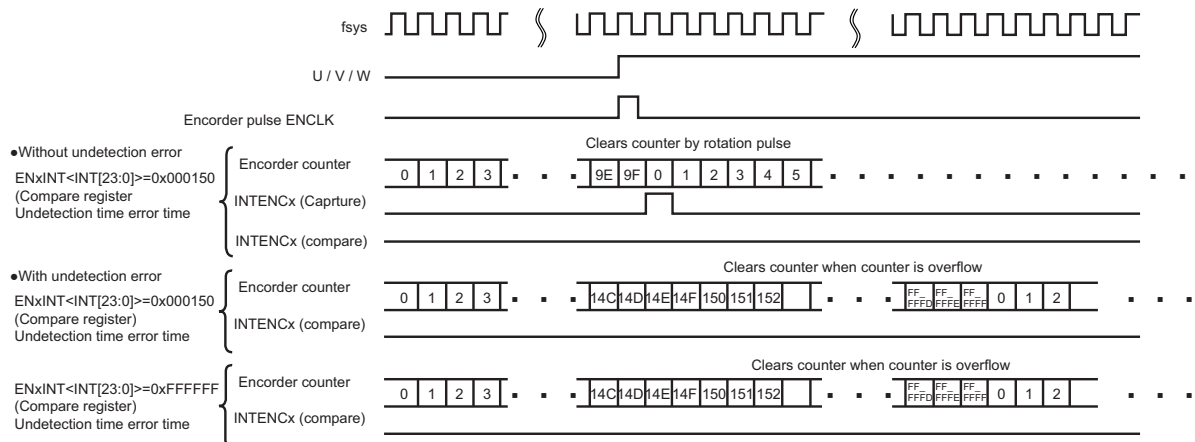 fsys
U / V / W
Encorder pulse ENCLK
Clears counter by rotation pulse
●Without undetection error
ENxINT<INT[23:0]>=0x000150
(Compare register
Undetection time error time
Encorder counter
0 1 2 3 9E 9F 0 1 2 3 4 5
INTENCx (Caprture)
INTENCx (compare)
●With undetection error
ENxINT<INT[23:0]>=0x000150
(Compare register)
Undetection time error time
Clears counter when counter is overflow
Encorder counter
0 1 2 3 14C 14D 14E 14F 150 151 152 FF_FFFD FF_FFFE FF_FFFF 0 1 2
INTENCx (compare)
ENxINT<INT[23:0]>=0xFFFFFF
(Compare register)
Undetection time error time
Clears counter when counter is overflow
Encorder counter
0 1 2 3 14C 14D 14E 14F 150 151 152 FF_FFFD FF_FFFE FF_FFFF 0 1 2
INTENCx (compare)